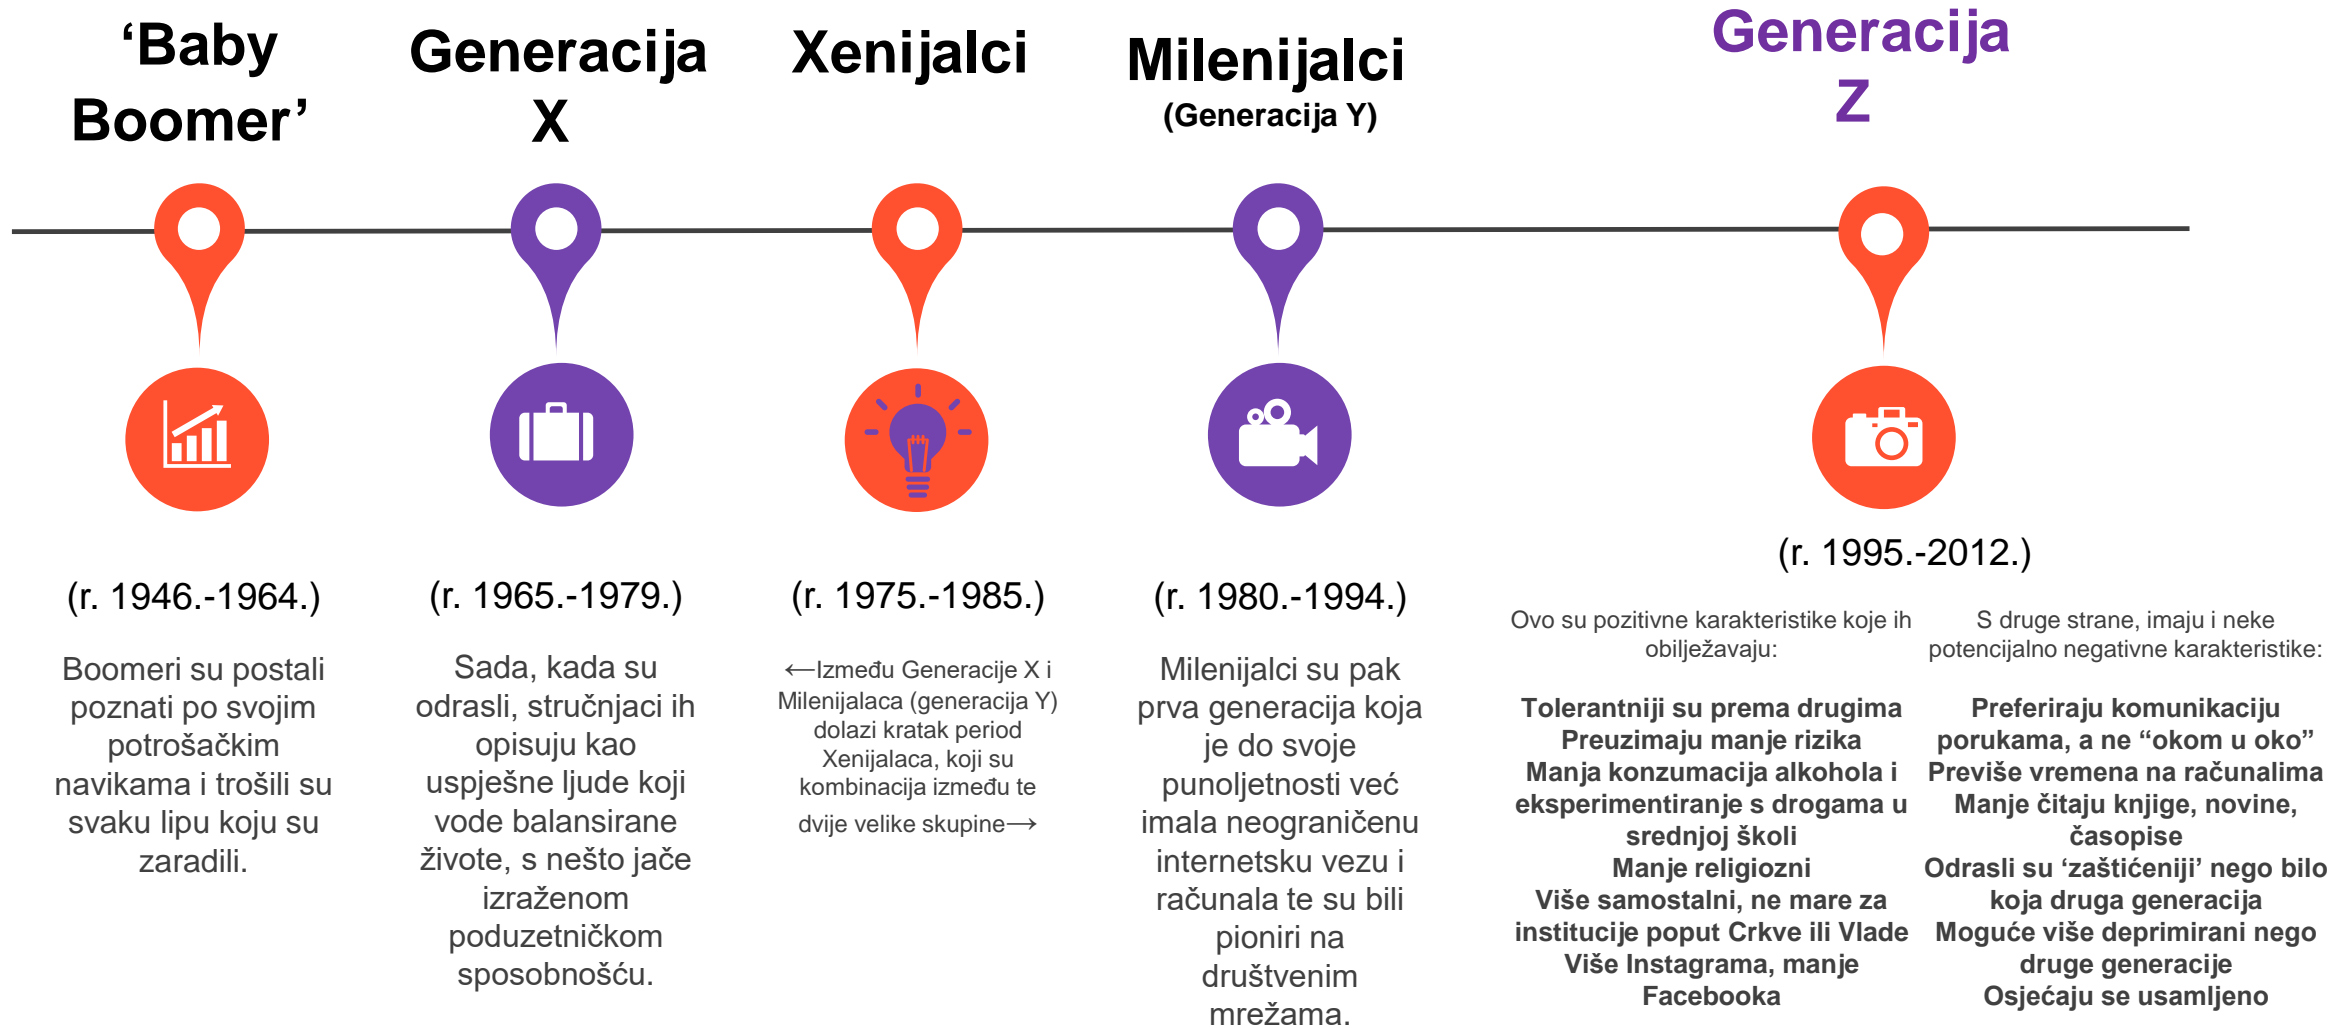 ‘Baby
Boomer’
Generacija
X
Xenijalci
Milenijalci
(Generacija Y)
Generacija
Z
(r. 1946.-1964.)
Boomeri su postali
poznati po svojim
potrošačkim
navikama i trošili su
svaku lipu koju su
zaradili.
(r. 1965.-1979.)
Sada, kada su
odrasli, stručnjaci ih
opisuju kao
uspješne ljude koji
vode balansirane
živote, s nešto jače
izraženom
poduzetničkom
sposobnošću.
(r. 1975.-1985.)
←Između Generacije X i
Milenijalaca (generacija Y)
dolazi kratak period
Xenijalaca, koji su
kombinacija između te
dvije velike skupine→
(r. 1980.-1994.)
Milenijalci su pak
prva generacija koja
je do svoje
punoljetnosti već
imala neograničenu
internetsku vezu i
računala te su bili
pioniri na
društvenim
mrežama.
(r. 1995.-2012.)
Ovo su pozitivne karakteristike koje ih
obilježavaju:
Tolerantniji su prema drugima
Preuzimaju manje rizika
Manja konzumacija alkohola i
eksperimentiranje s drogama u
srednjoj školi
Manje religiozni
Više samostalni, ne mare za
institucije poput Crkve ili Vlade
Više Instagrama, manje
Facebooka
S druge strane, imaju i neke
potencijalno negativne karakteristike:
Preferiraju komunikaciju
porukama, a ne “okom u oko”
Previše vremena na računalima
Manje čitaju knjige, novine,
časopise
Odrasli su ‘zaštićeniji’ nego bilo
koja druga generacija
Moguće više deprimirani nego
druge generacije
Osjećaju se usamljeno